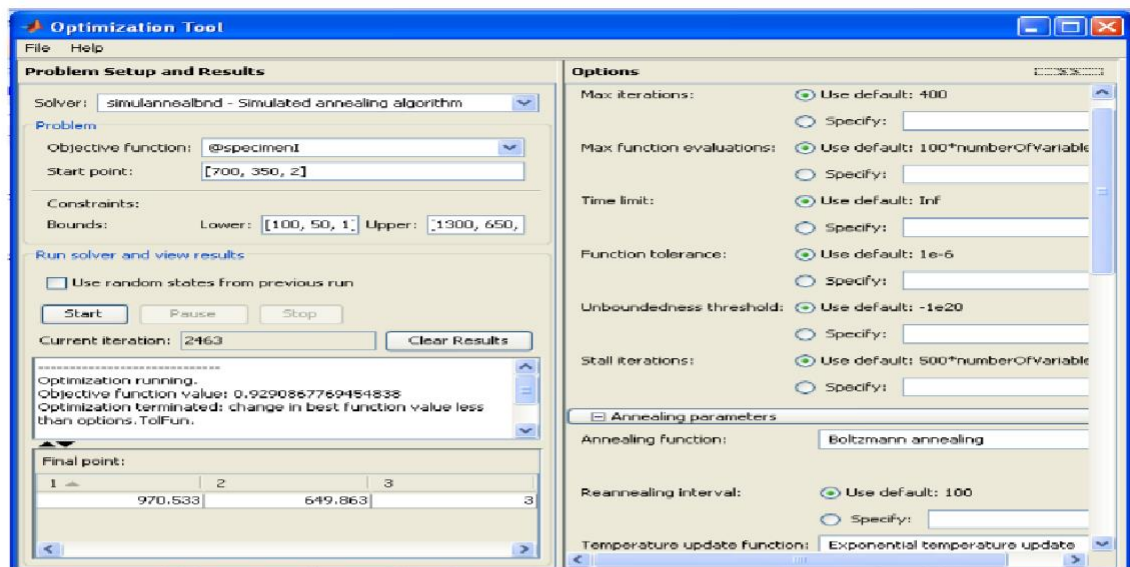 Optimization Tool
File Help
Problem Setup and Results
Solver: simulannealbnd - Simulated annealing algorithm
Problem
Objective function: @specimenI
Start point: [700, 350, 2]
Constraints:
Bounds: Lower: [100, 50, 1] Upper: [1300, 650,
Run solver and view results
Use random states from previous run
Start Pause Stop
Current iteration: 2463 Clear Results
Optimization running.
Objective function value: 0.9290867769454838
Optimization terminated: change in best function value less
than options.TolFun.
Final point:
1 2 3
970.533 649.863 3
Options >>
Max iterations: Use default: 400
Specify:
Max function evaluations: Use default: 100*numberOfVariable
Specify:
Time limit: Use default: Inf
Specify:
Function tolerance: Use default: 1e-6
Specify:
Unboundedness threshold: Use default: -1e20
Specify:
Stall iterations: Use default: 500*numberOfVariable
Specify:
Annealing parameters
Annealing function: Boltzmann annealing
Reannealing interval: Use default: 100
Specify:
Temperature update function: Exponential temperature update